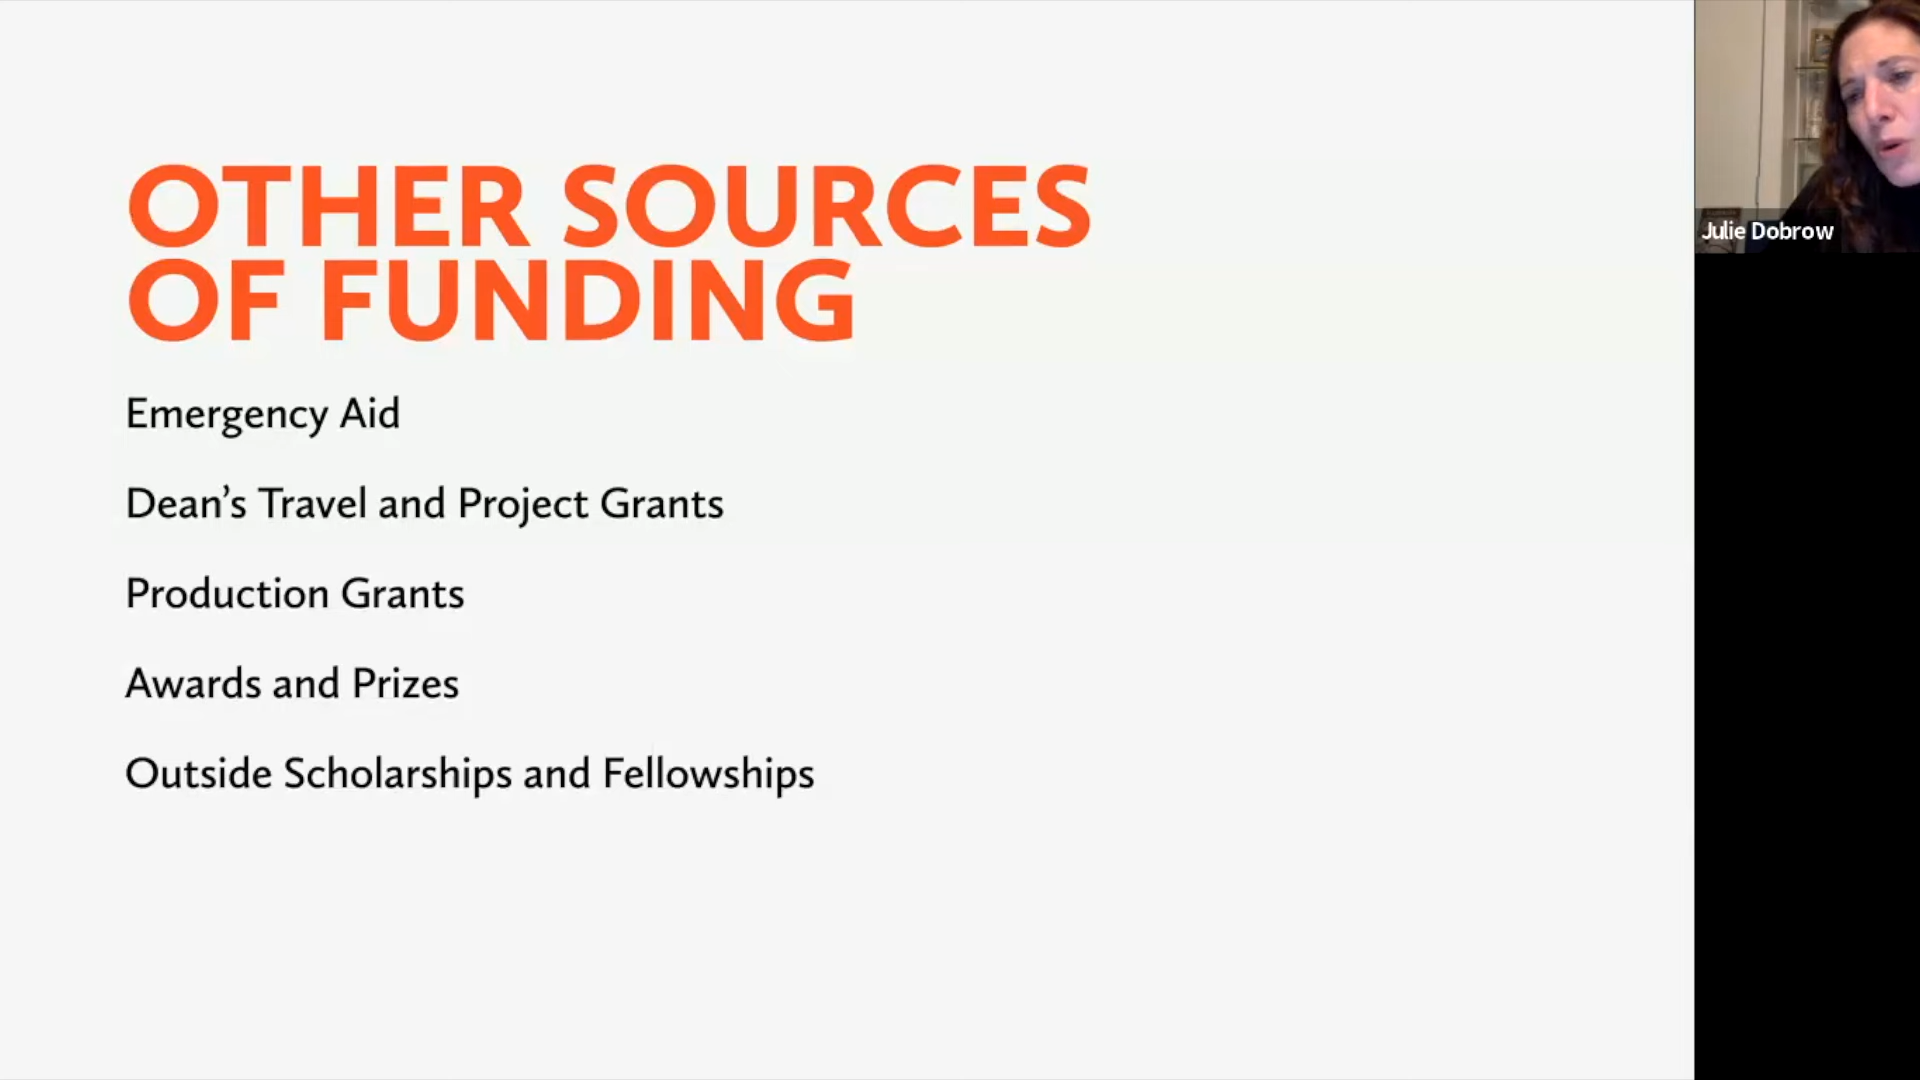 OTHER SOURCES
OF FUNDING
Emergency Aid
Dean’s Travel and Project Grants
Production Grants
Awards and Prizes
Outside Scholarships and Fellowships
Julie Dobrow